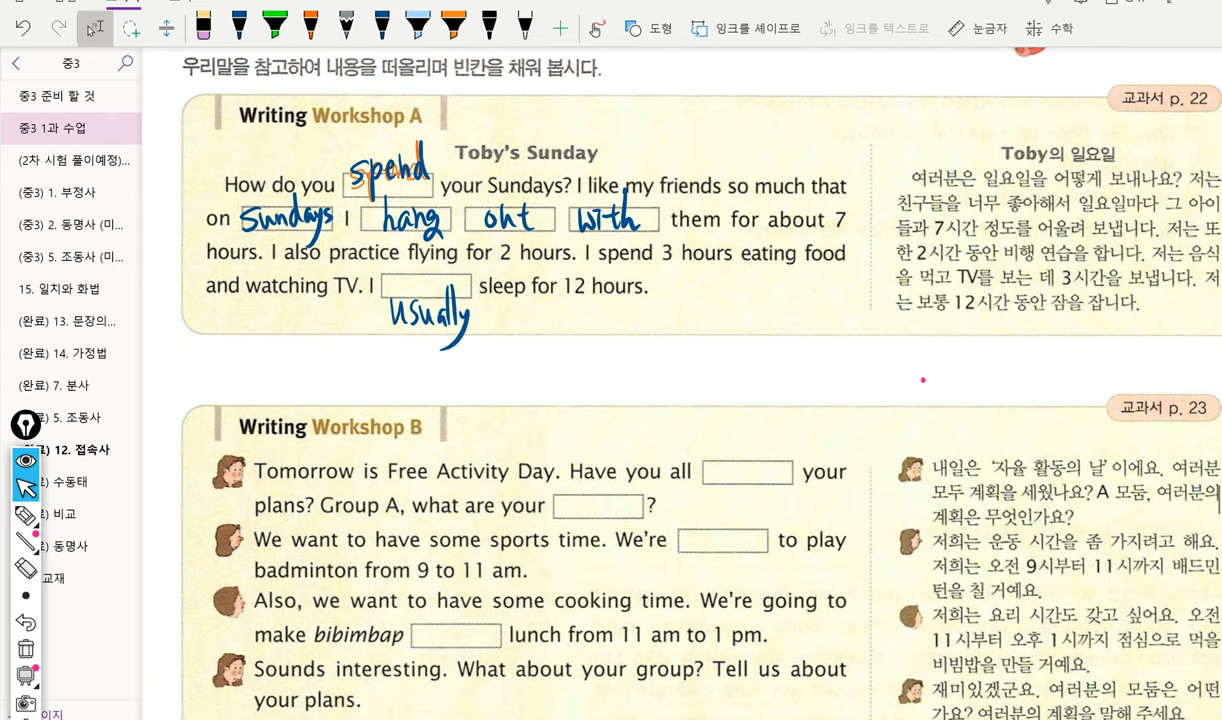 도형
잉크를 셰이프로
잉크를 텍스트로
눈금자
수학
중3
중3 준비 할 것
중3 1과 수업
(2차 시험 풀이예정)...
(중3) 1. 부정사
(중3) 2. 동명사 (미...
(중3) 5. 조동사 (미...
15. 일치와 화법
(완료) 13. 문장의...
(완료) 14. 가정법
(완료) 7. 분사
) 5. 조동사
) 12. 접속사
) 수동태
) 비교
) 동명사
교재
이지
우리말을 참고하여 내용을 떠올리며 빈칸을 채워 봅시다.
교과서 p. 22
Writing Workshop A
Toby's Sunday
How do you spend your Sundays? I like my friends so much that
on sundays I hang out with them for about 7
hours. I also practice flying for 2 hours. I spend 3 hours eating food
and watching TV. I usually sleep for 12 hours.
Toby의 일요일
여러분은 일요일을 어떻게 보내나요? 저는
친구들을 너무 좋아해서 일요일마다 그 아이
들과 7시간 정도를 어울려 보냅니다. 저는 또
한 2시간 동안 비행 연습을 합니다. 저는 음식
을 먹고 TV를 보는 데 3시간을 보냅니다. 저
는 보통 12시간 동안 잠을 잡니다.
교과서 p. 23
Writing Workshop B
Tomorrow is Free Activity Day. Have you all your
plans? Group A, what are your ?
We want to have some sports time. We're to play
badminton from 9 to 11 am.
Also, we want to have some cooking time. We're going to
make bibimbap lunch from 11 am to 1 pm.
Sounds interesting. What about your group? Tell us about
your plans.
내일은 '자율 활동의 날'이에요. 여러분
모두 계획을 세웠나요? A 모둠, 여러분의
계획은 무엇인가요?
저희는 운동 시간을 좀 가지려고 해요.
저희는 오전 9시부터 11시까지 배드민
턴을 칠 거예요.
저희는 요리 시간도 갖고 싶어요. 오전
11시부터 오후 1시까지 점심으로 먹을
비빔밥을 만들 거예요.
재미있겠군요. 여러분의 모둠은 어떤
가요? 여러분의 계획을 말해 주세요.